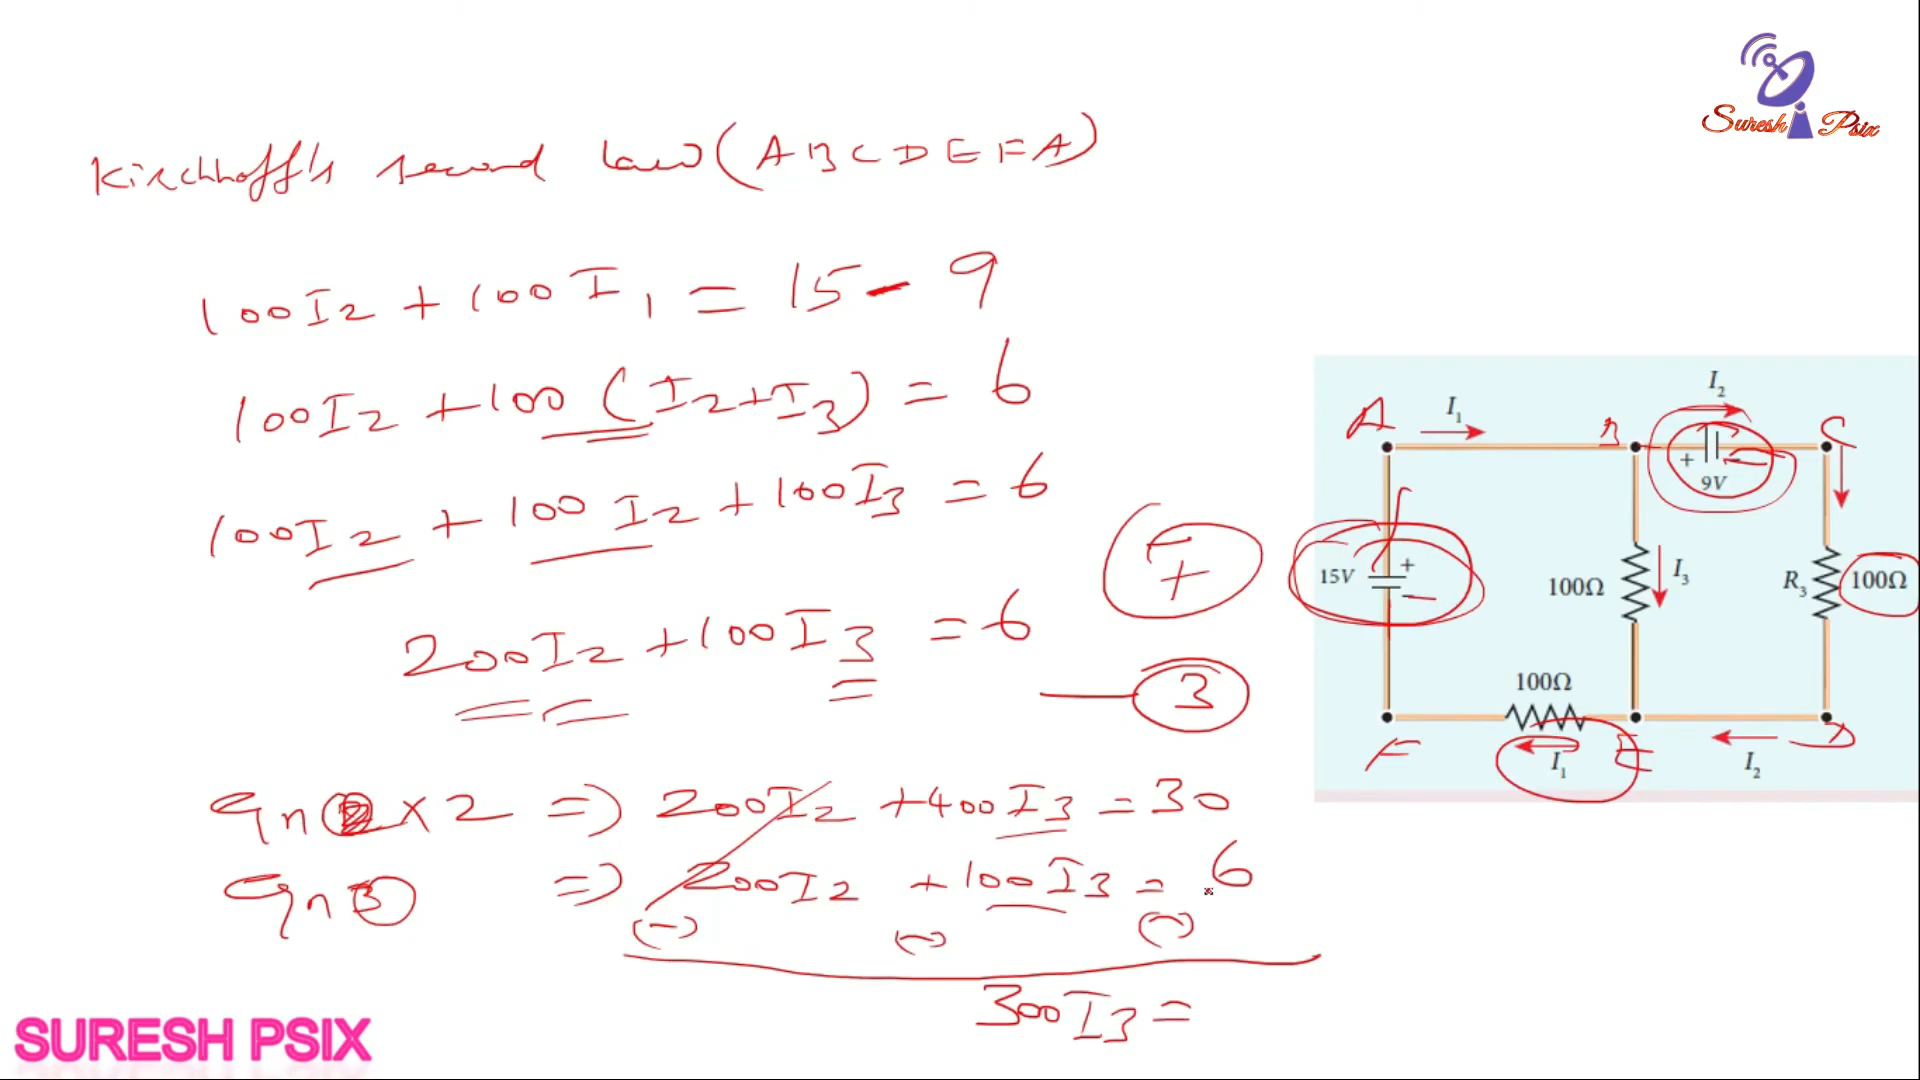 Suresh Psix
Kirchhoff's second law (ABCDEFA)
100I2 + 100I1 = 15 - 9
100I2 + 100 (I2+I3) = 6
100I2 + 100I2 + 100I3 = 6
200I2 + 100I3 = 6
3
qn 2 × 2 => 200I2 + 400I3 = 30
qn 3 => 200I2 + 100I3 = 6
(-) (-) (-)
300I3 =
- +
A I1 B I2 C
+ - 9V
15V + - 100Ω I3 R3 100Ω
100Ω
F I1 E I2 D
SURESH PSIX